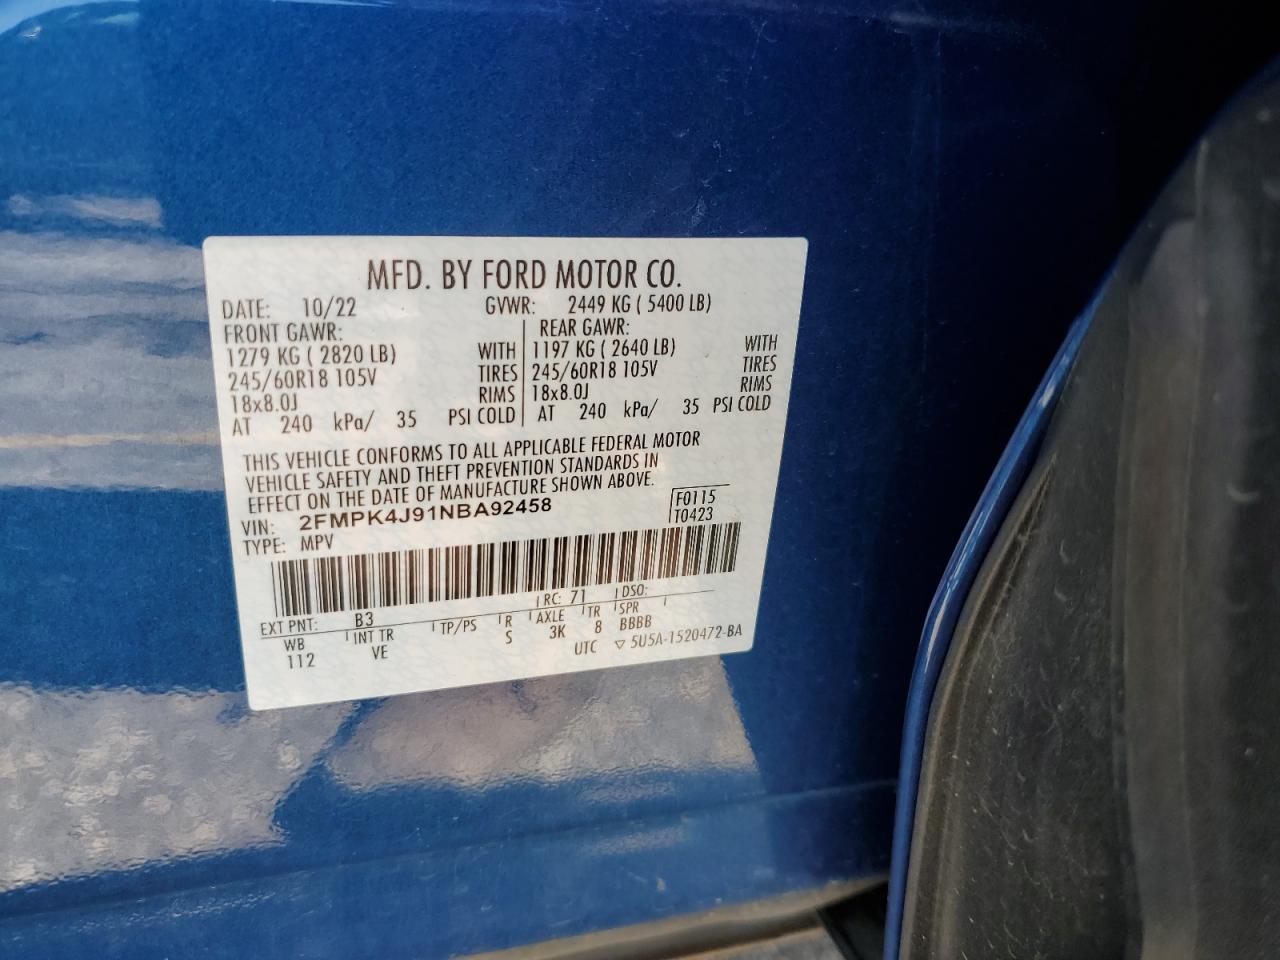 MFD. BY FORD MOTOR CO.
DATE: 10/22 GVWR: 2449 KG ( 5400 LB)
FRONT GAWR: REAR GAWR:
1279 KG ( 2820 LB) WITH 1197 KG ( 2640 LB) WITH
245/60R18 105V TIRES 245/60R18 105V TIRES
18x8.0J RIMS 18x8.0J RIMS
AT 240 kPa/ 35 PSI COLD AT 240 kPa/ 35 PSI COLD
THIS VEHICLE CONFORMS TO ALL APPLICABLE FEDERAL MOTOR
VEHICLE SAFETY AND THEFT PREVENTION STANDARDS IN
EFFECT ON THE DATE OF MANUFACTURE SHOWN ABOVE.
VIN: 2FMPK4J91NBA92458 F0115
TYPE: MPV T0423
EXT PNT: B3 RC: 71 DSO:
WB INT TR TP/PS R AXLE TR SPR
112 VE S 3K 8 BBBB
UTC ▽ 5U5A-1520472-BA